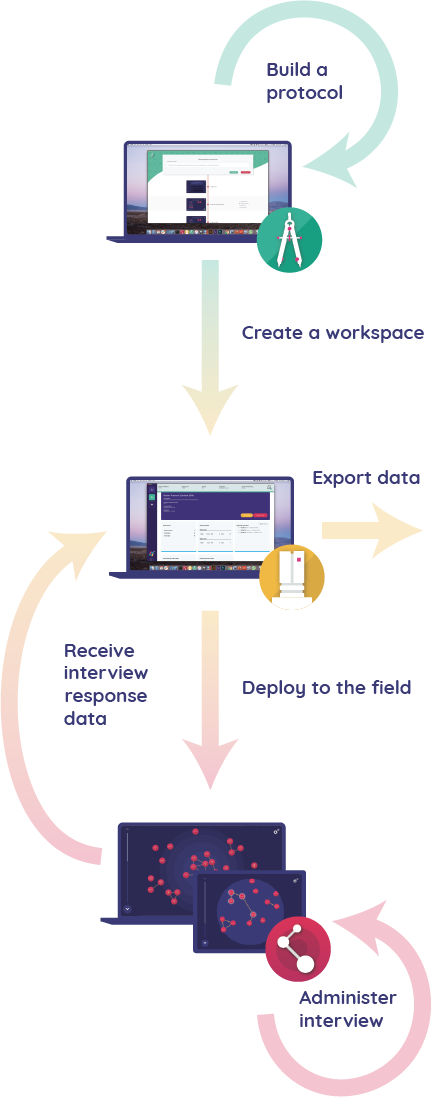 Build a
protocol
Create a workspace
Export data
Receive
interview
response
data
Deploy to the field
Administer
interview